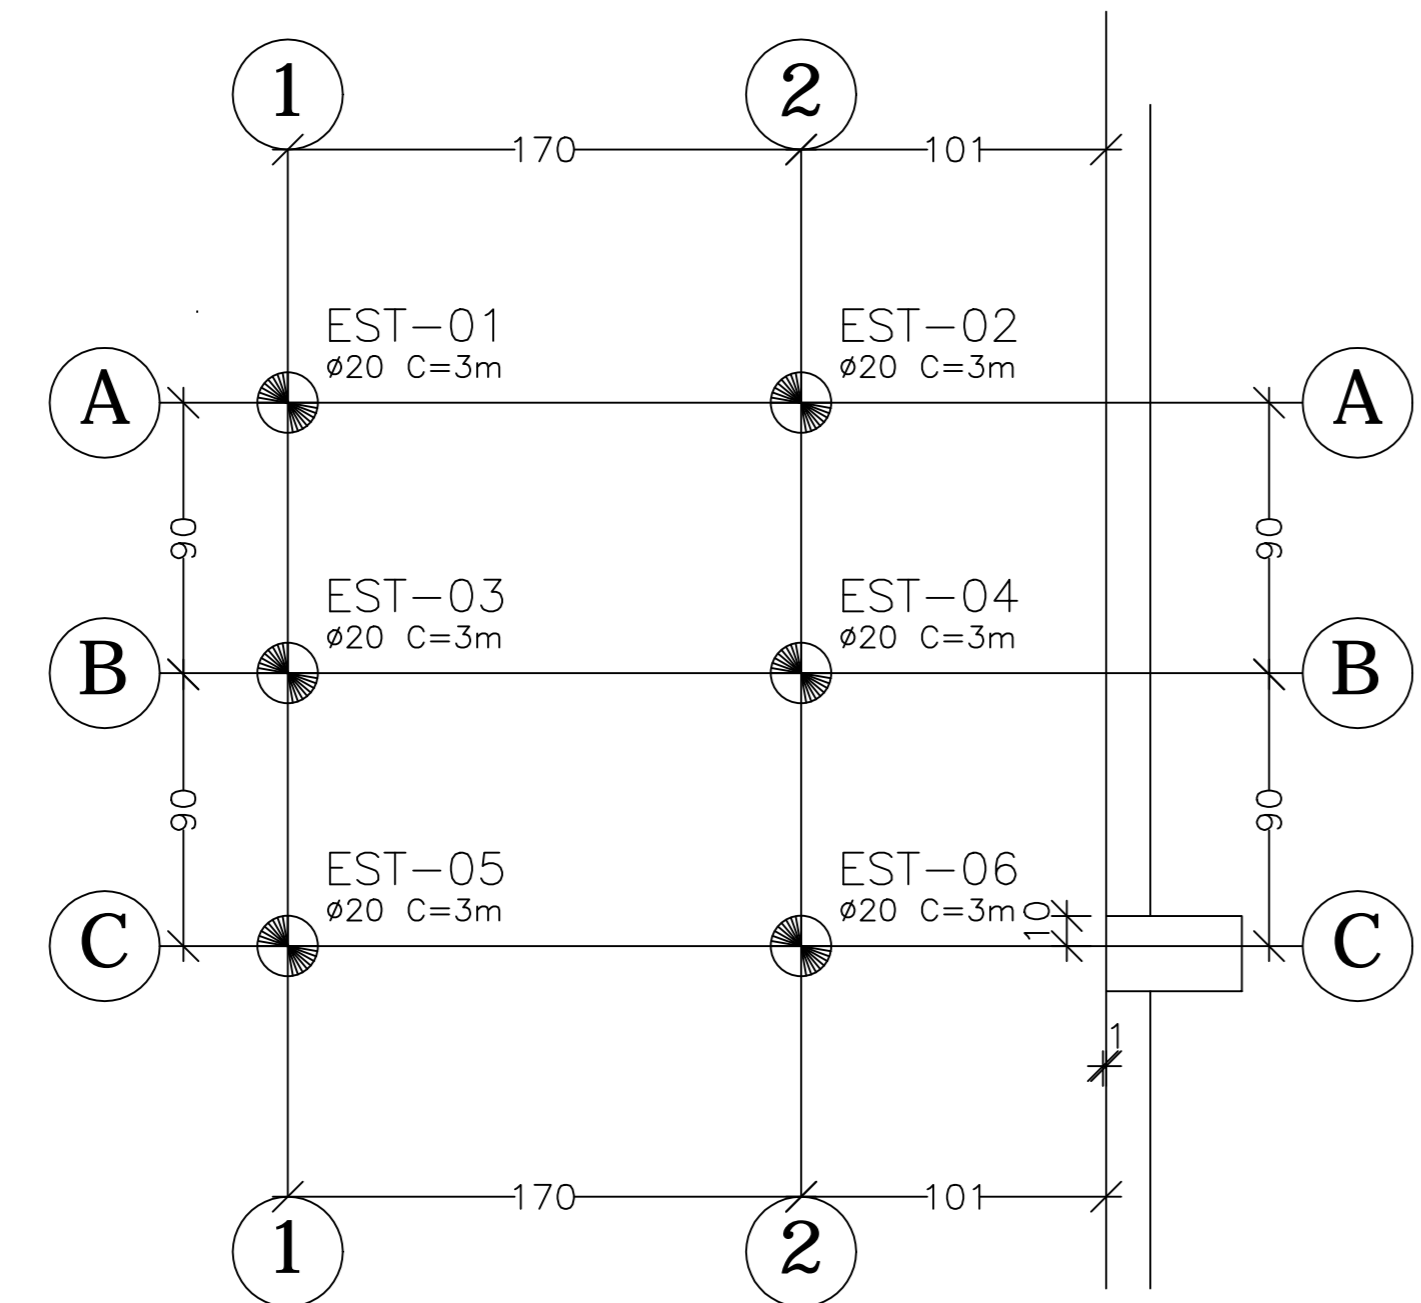 1 2
170 101
EST-01 EST-02
ø20 C=3m ø20 C=3m
A A
90 90
EST-03 EST-04
ø20 C=3m ø20 C=3m
B B
90 90
EST-05 EST-06
ø20 C=3m ø20 C=3m 10
C C
1
170 101
1 2